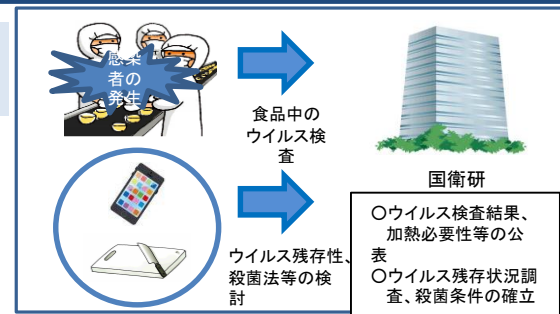 感染
者の
発生
食品中の
ウイルス検
査
国衛研
ウイルス残存性、
殺菌法等の検
討
〇ウイルス検査結果、
加熱必要性等の公
表
〇ウイルス残存状況調
査、殺菌条件の確立